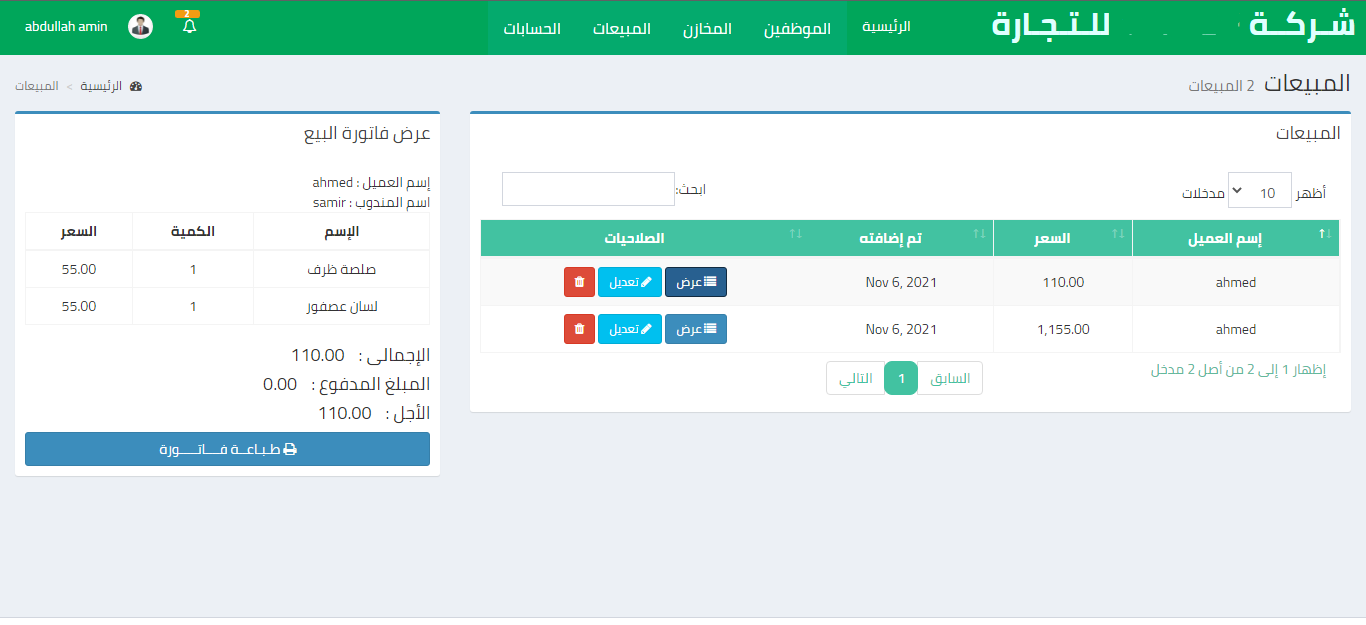 شــركــة للــتــجــارة
الرئيسية الموظفين المخازن المبيعات الحسابات
2
abdullah amin
المبيعات 2 المبيعات
الرئيسية > المبيعات
المبيعات
أظهر 10 مدخلات
ابحث:
إسم العميل السعر تم إضافته الصلاحيات
ahmed 110.00 Nov 6, 2021 عرض تعديل
ahmed 1,155.00 Nov 6, 2021 عرض تعديل
إظهار 1 إلى 2 من أصل 2 مدخل
السابق 1 التالي
عرض فاتورة البيع
إسم العميل : ahmed
اسم المندوب : samir
الإسم الكمية السعر
صلصة ظرف 1 55.00
لسان عصفور 1 55.00
الإجمالى : 110.00
المبلغ المدفوع : 0.00
الأجل : 110.00
طـبـاعــة فــــاتـــــورة